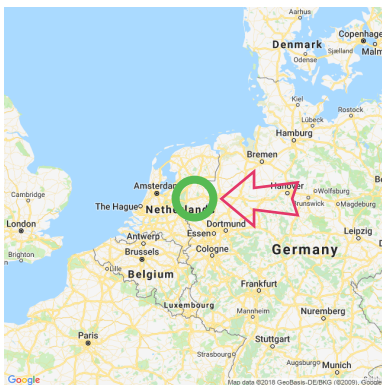 Aarhus
Copenhagen
Denmark
Sjælland
Malm
Odense
Kiel
Rostock
Lübeck
Hamburg
Bremen
Amsterdam
Hanover
Wolfsburg
Cambridge
The Hague
Netherlands
Brunswick
Magdeburg
London
Dortmund
Leipzig
Antwerp
Essen
Brighton
Brussels
Cologne
Germany
Lille
Belgium
Frankfurt
Luxembourg
Mannheim
Nuremberg
Paris
Stuttgart
Strasbourg
Augsburg
Munich
Google
Map data ©2018 GeoBasis-DE/BKG (©2009), Google